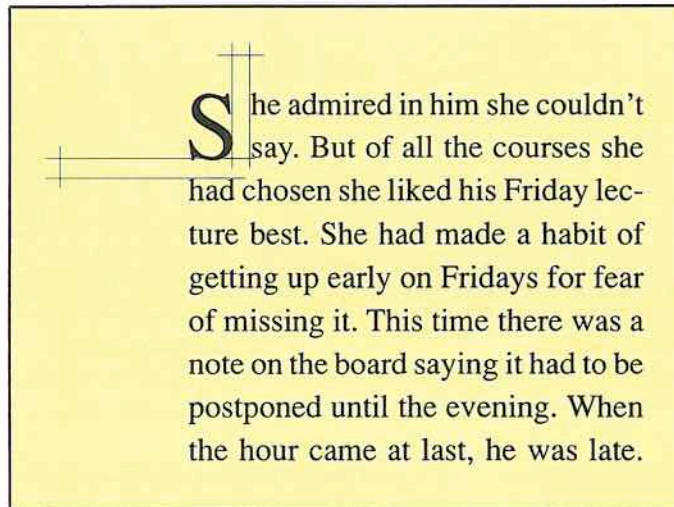 She admired in him she couldn't
say. But of all the courses she
had chosen she liked his Friday lec-
ture best. She had made a habit of
getting up early on Fridays for fear
of missing it. This time there was a
note on the board saying it had to be
postponed until the evening. When
the hour came at last, he was late.